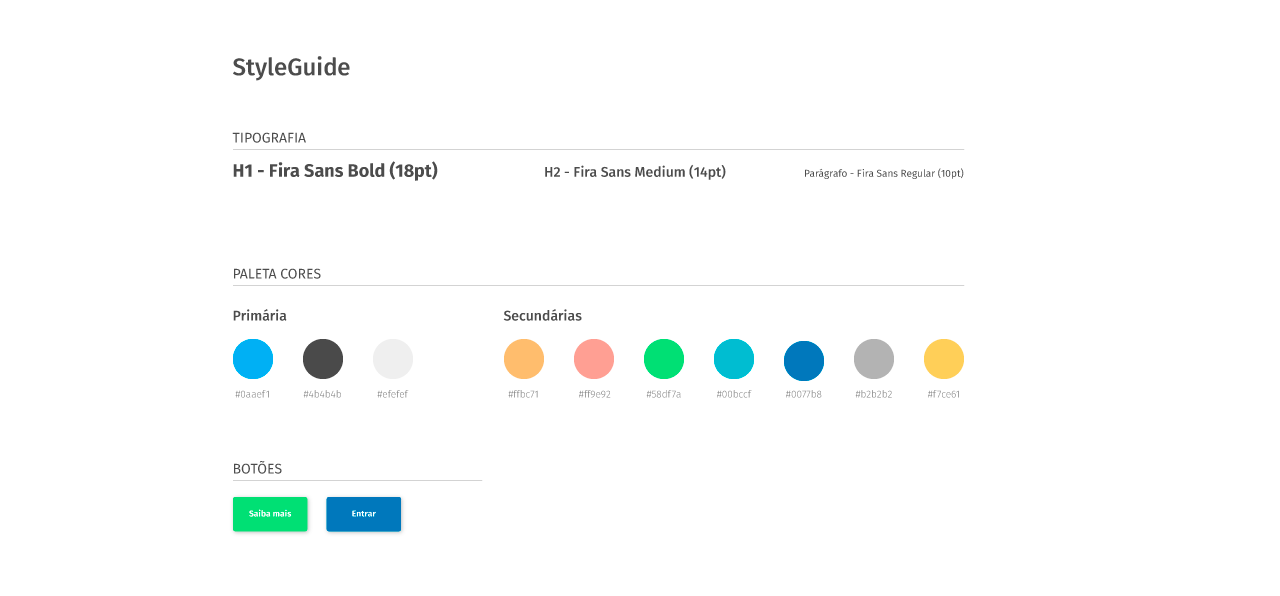 StyleGuide
TIPOGRAFIA
H1 - Fira Sans Bold (18pt)
H2 - Fira Sans Medium (14pt)
Parágrafo - Fira Sans Regular (10pt)
PALETA CORES
Primária
Secundárias
#0aaef1
#4b4b4b
#efefef
#ffbc71
#ff9e92
#58df7a
#00bccf
#0077b8
#b2b2b2
#f7ce61
BOTÕES
Saiba mais
Entrar